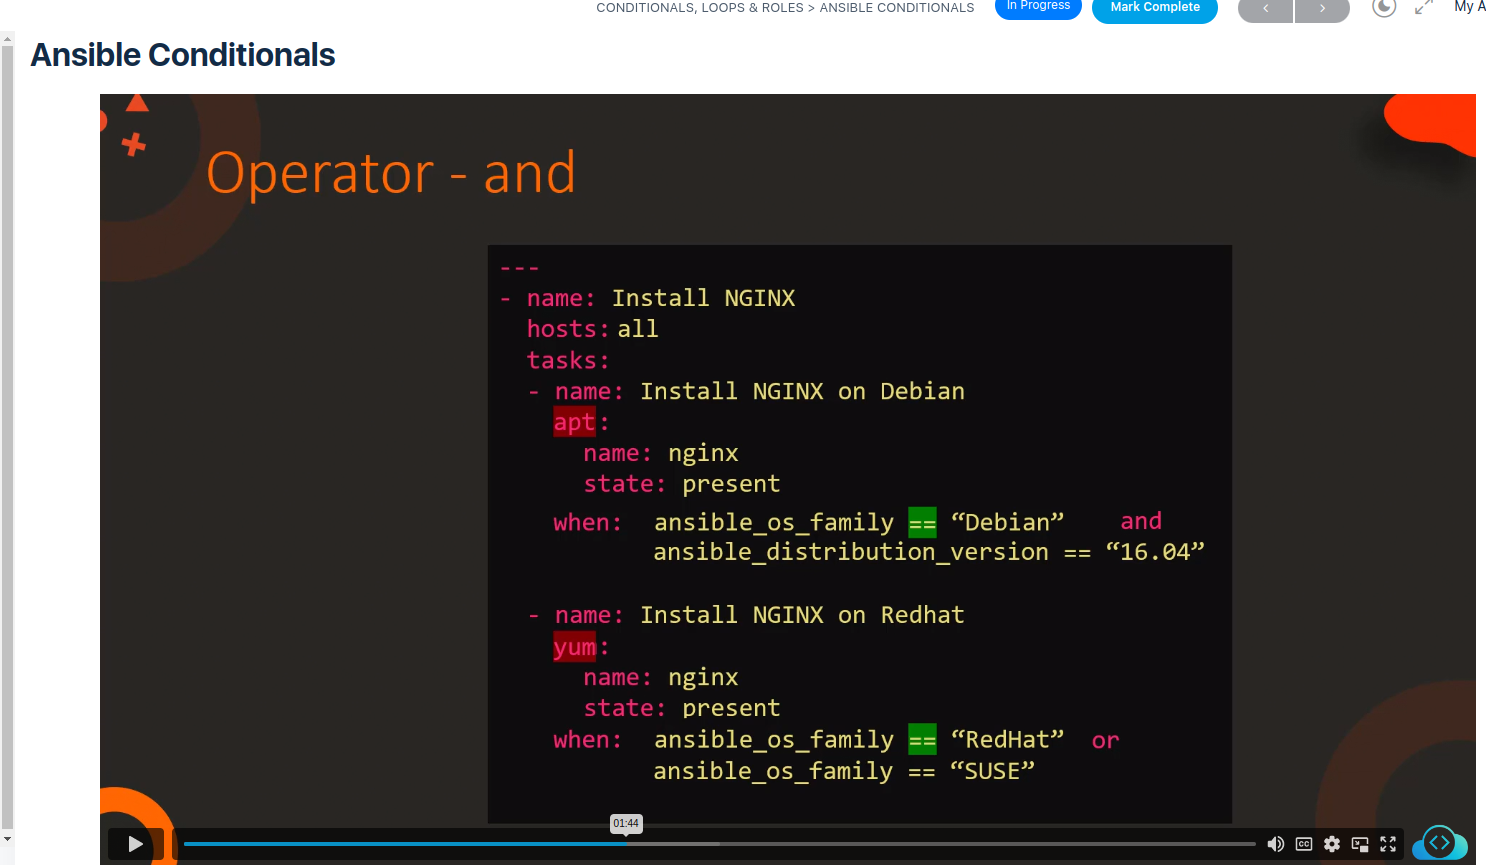 CONDITIONALS, LOOPS & ROLES > ANSIBLE CONDITIONALS
In Progress
Mark Complete
My A
Ansible Conditionals
Operator - and
---
- name: Install NGINX
hosts: all
tasks:
- name: Install NGINX on Debian
apt:
name: nginx
state: present
when: ansible_os_family == “Debian” and
ansible_distribution_version == “16.04”
- name: Install NGINX on Redhat
yum:
name: nginx
state: present
when: ansible_os_family == “RedHat” or
ansible_os_family == “SUSE”
01:44
CC